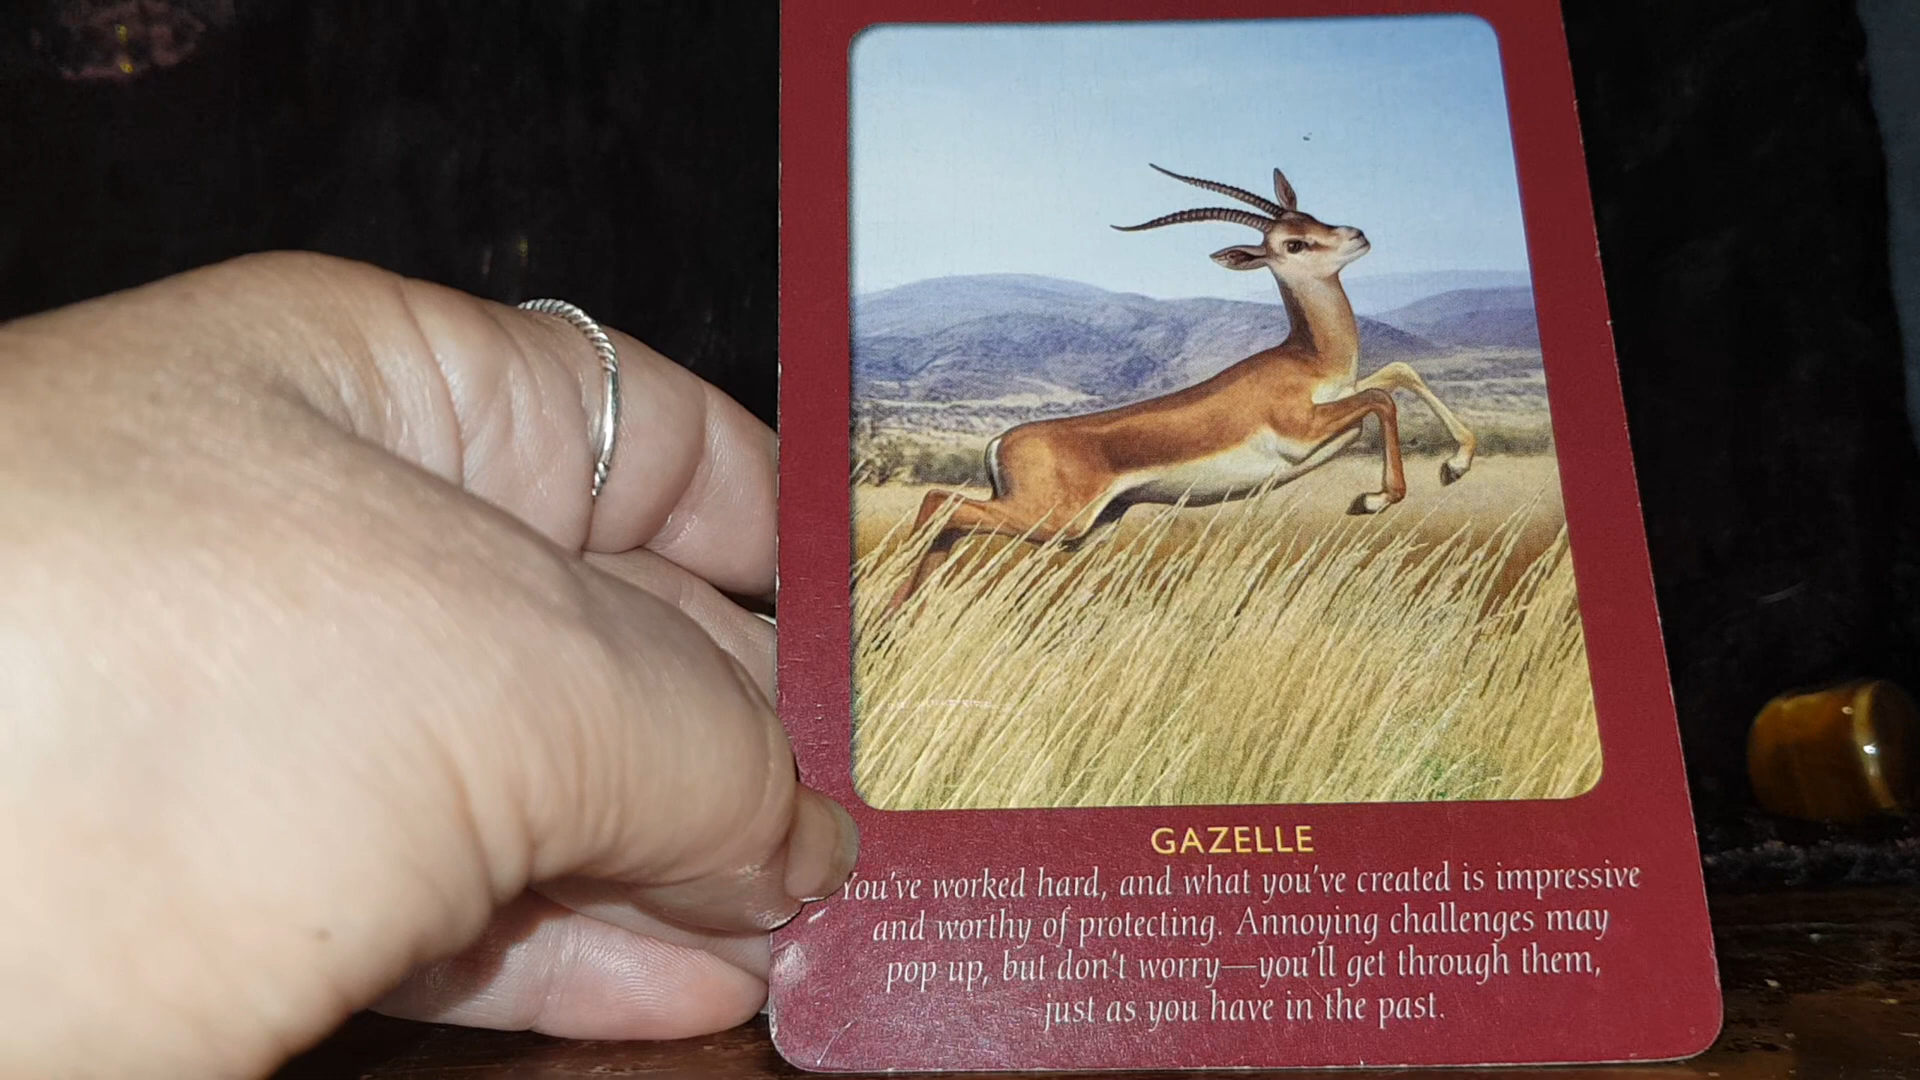 GAZELLE
You've worked hard, and what you've created is impressive
and worthy of protecting. Annoying challenges may
pop up, but don't worry—you'll get through them,
just as you have in the past.